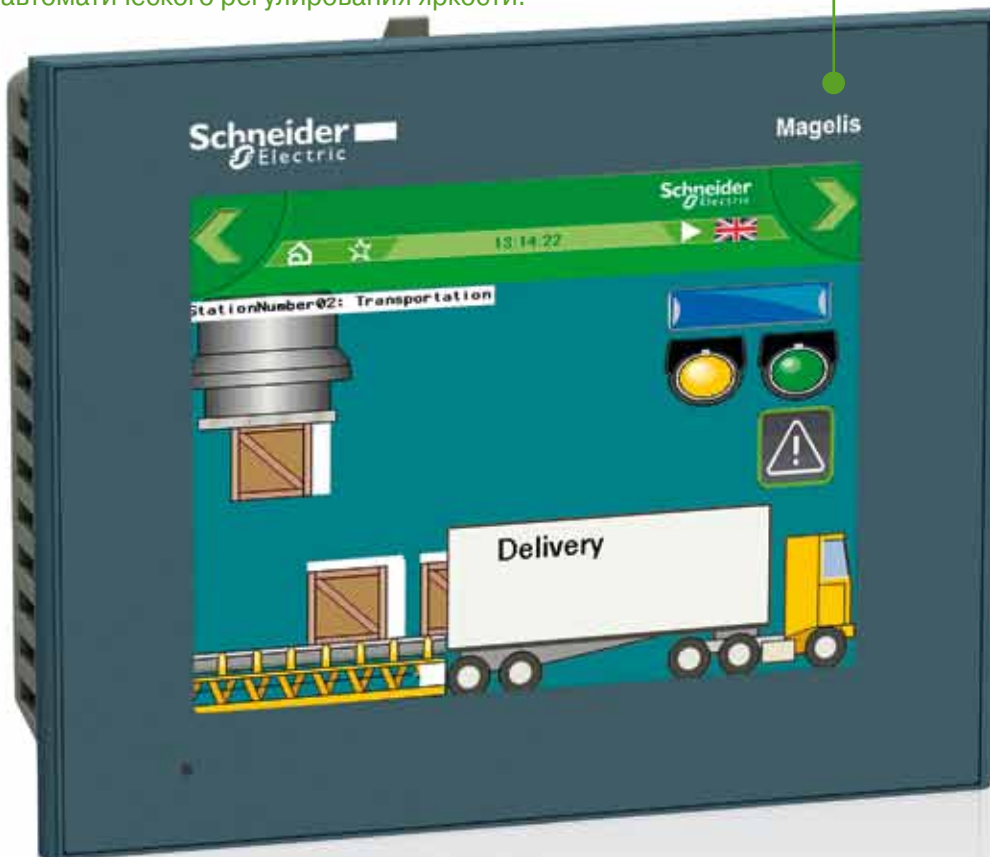 автоматического регулирования яркости.
Schneider
Electric
Magelis
Schneider
Electric
13:14:22
StationNumber02: Transportation
Delivery